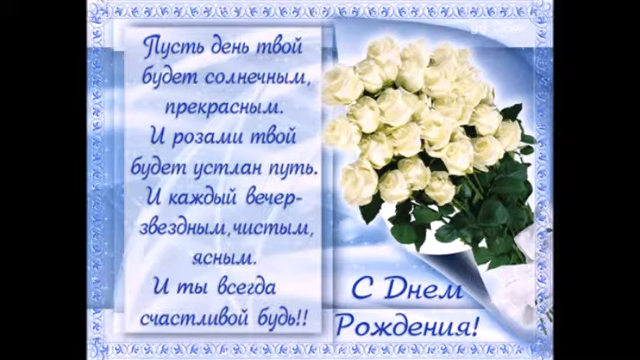 Пусть день твой
будет солнечным,
прекрасным.
И розами твой
будет устлан путь.
И каждый вечер-
звездным,чистым,
ясным.
И ты всегда
счастливой будь!!
С Днем
Рождения!